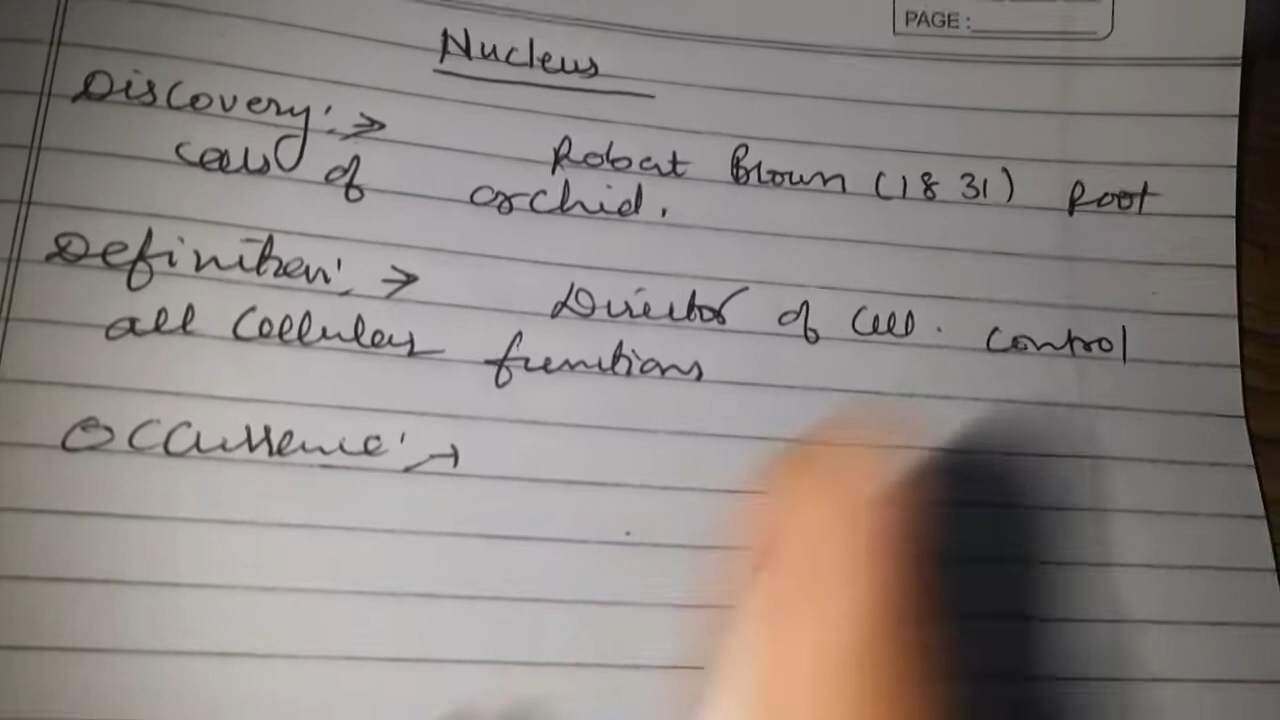 PAGE:
Nucleus
Discovery:→ Robert Brown (1831) Root
cells of orchid.
Definition:→ Director of cell. control
all cellular functions
Occurrence:→